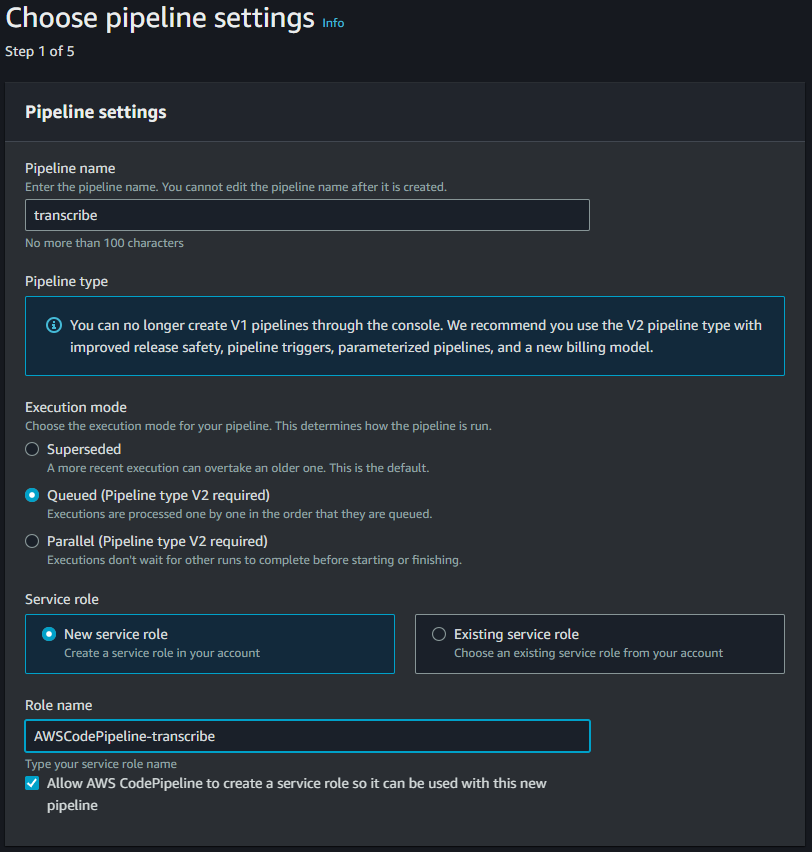 Choose pipeline settings Info
Step 1 of 5
Pipeline settings
Pipeline name
Enter the pipeline name. You cannot edit the pipeline name after it is created.
transcribe
No more than 100 characters
Pipeline type
You can no longer create V1 pipelines through the console. We recommend you use the V2 pipeline type with
improved release safety, pipeline triggers, parameterized pipelines, and a new billing model.
Execution mode
Choose the execution mode for your pipeline. This determines how the pipeline is run.
Superseded
A more recent execution can overtake an older one. This is the default.
Queued (Pipeline type V2 required)
Executions are processed one by one in the order that they are queued.
Parallel (Pipeline type V2 required)
Executions don't wait for other runs to complete before starting or finishing.
Service role
New service role
Create a service role in your account
Existing service role
Choose an existing service role from your account
Role name
AWSCodePipeline-transcribe
Type your service role name
Allow AWS CodePipeline to create a service role so it can be used with this new
pipeline